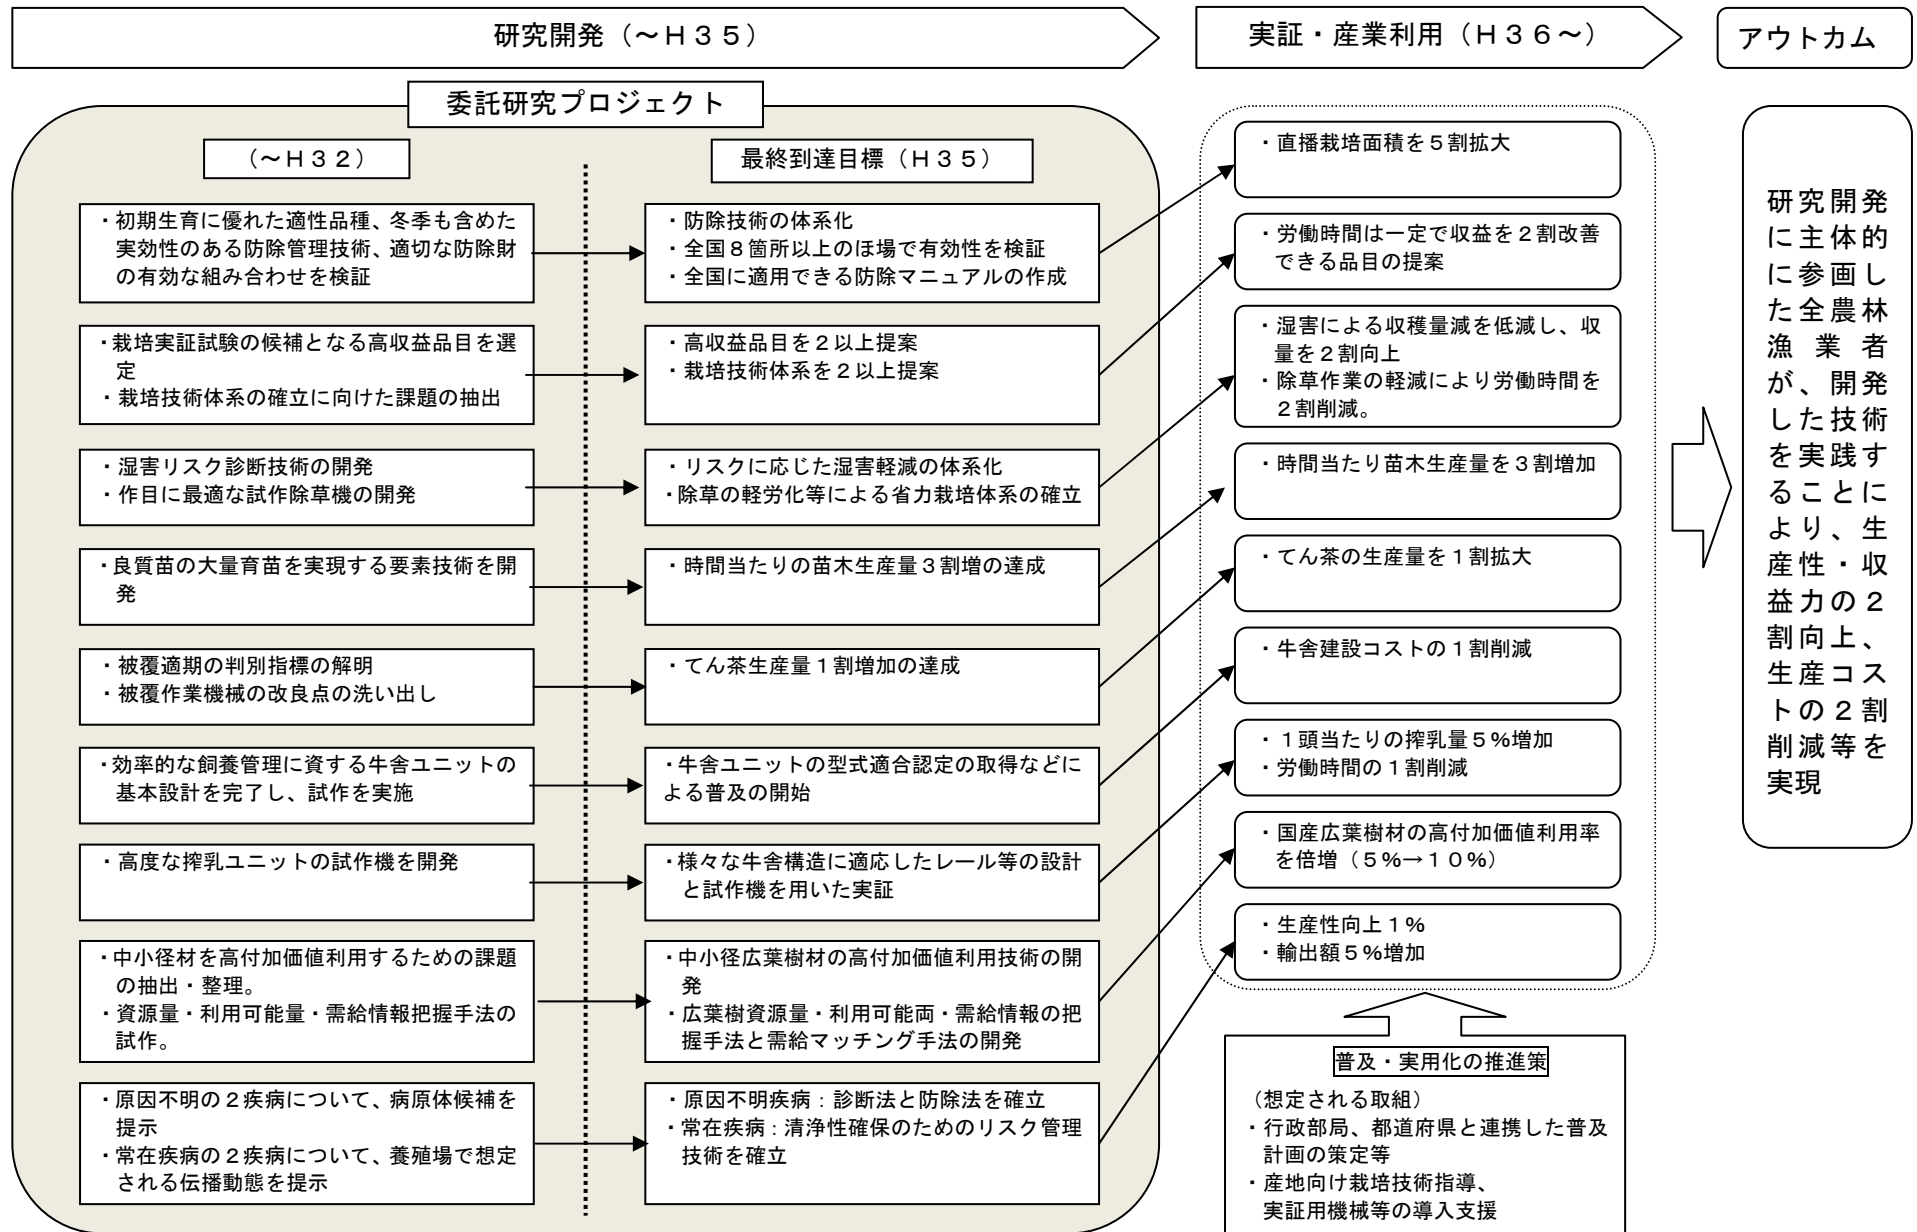 研究開発（～Ｈ３５）
実証・産業利用（Ｈ３６～）
アウトカム
委託研究プロジェクト
（～Ｈ３２）
最終到達目標（Ｈ３５）
・初期生育に優れた適性品種、冬季も含めた
実効性のある防除管理技術、適切な防除財
の有効な組み合わせを検証
・防除技術の体系化
・全国８箇所以上のほ場で有効性を検証
・全国に適用できる防除マニュアルの作成
・直播栽培面積を５割拡大
・栽培実証試験の候補となる高収益品目を選
定
・栽培技術体系の確立に向けた課題の抽出
・高収益品目を２以上提案
・栽培技術体系を２以上提案
・労働時間は一定で収益を２割改善
できる品目の提案
・湿害リスク診断技術の開発
・作目に最適な試作除草機の開発
・リスクに応じた湿害軽減の体系化
・除草の軽労化等による省力栽培体系の確立
・湿害による収穫量減を低減し、収
量を２割向上
・除草作業の軽減により労働時間を
２割削減。
・良質苗の大量育苗を実現する要素技術を開
発
・時間当たりの苗木生産量３割増の達成
・時間当たり苗木生産量を３割増加
・被覆適期の判別指標の解明
・被覆作業機械の改良点の洗い出し
・てん茶生産量１割増加の達成
・てん茶の生産量を１割拡大
・効率的な飼養管理に資する牛舎ユニットの
基本設計を完了し、試作を実施
・牛舎ユニットの型式適合認定の取得などに
よる普及の開始
・牛舎建設コストの１割削減
・高度な搾乳ユニットの試作機を開発
・様々な牛舎構造に適応したレール等の設計
と試作機を用いた実証
・１頭当たりの搾乳量５%増加
・労働時間の１割削減
・中小径材を高付加価値利用するための課題
の抽出・整理。
・資源量・利用可能量・需給情報把握手法の
試作。
・中小径広葉樹材の高付加価値利用技術の開
発
・広葉樹資源量・利用可能両・需給情報の把
握手法と需給マッチング手法の開発
・国産広葉樹材の高付加価値利用率
を倍増（５%→１０%）
・原因不明の２疾病について、病原体候補を
提示
・常在疾病の２疾病について、養殖場で想定
される伝播動態を提示
・原因不明疾病：診断法と防除法を確立
・常在疾病：清浄性確保のためのリスク管理
技術を確立
・生産性向上１%
・輸出額５%増加
普及・実用化の推進策
（想定される取組）
・行政部局、都道府県と連携した普及
計画の策定等
・産地向け栽培技術指導、
実証用機械等の導入支援
研究開発
に主体的
に参画し
た全農林
漁業者
が、開発
した技術
を実践す
ることに
より、生
産性・収
益力の２
割向上、
生産コス
トの２割
削減等を
実現